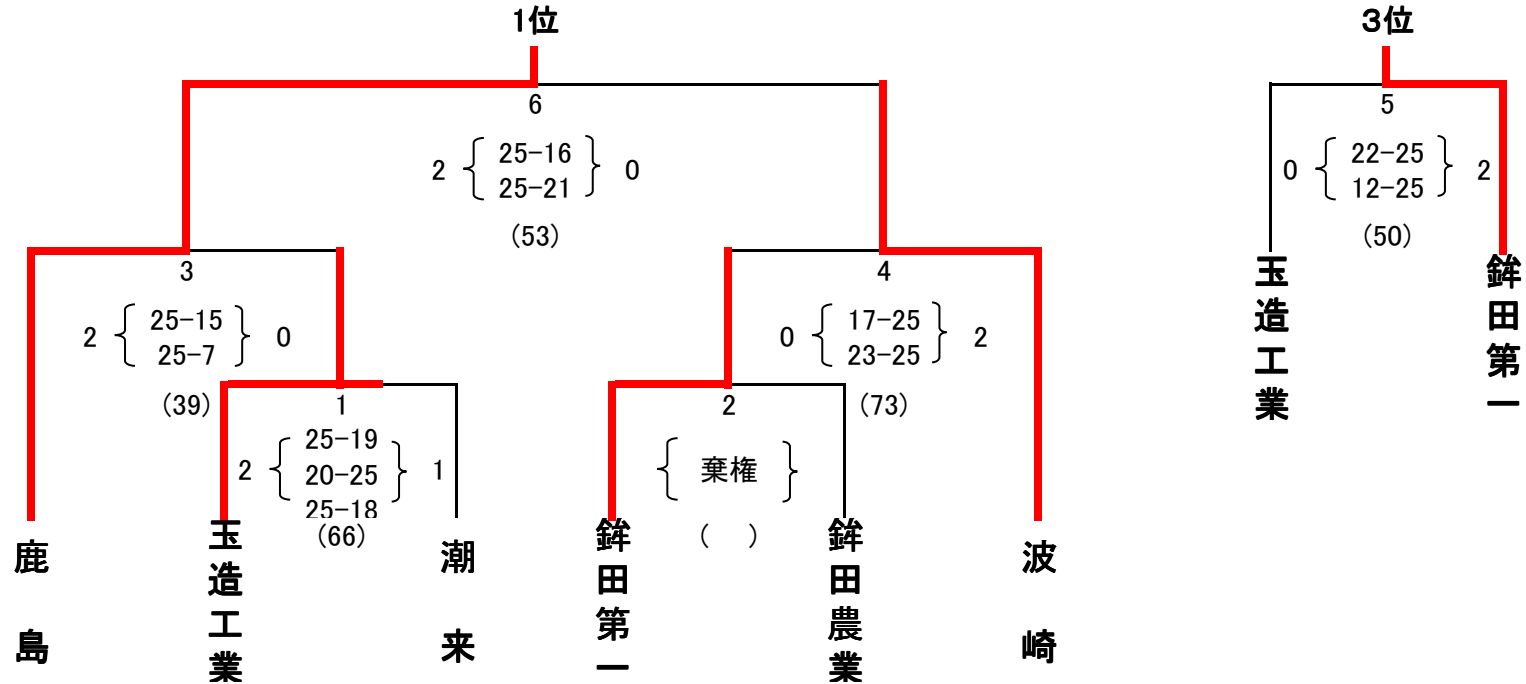 1位
3位
6
2 { 25-16 } 0
25-21
(53)
5
0 { 22-25 } 2
12-25
(50)
3
2 { 25-15 } 0
25-7
(39)
4
0 { 17-25 } 2
23-25
(73)
1
2 { 25-19 } 1
20-25
25-18
(66)
2
{ 棄権 }
( )
鹿島
玉造工業
潮来
鉾田第一
鉾田農業
波崎
玉造工業
鉾田第一